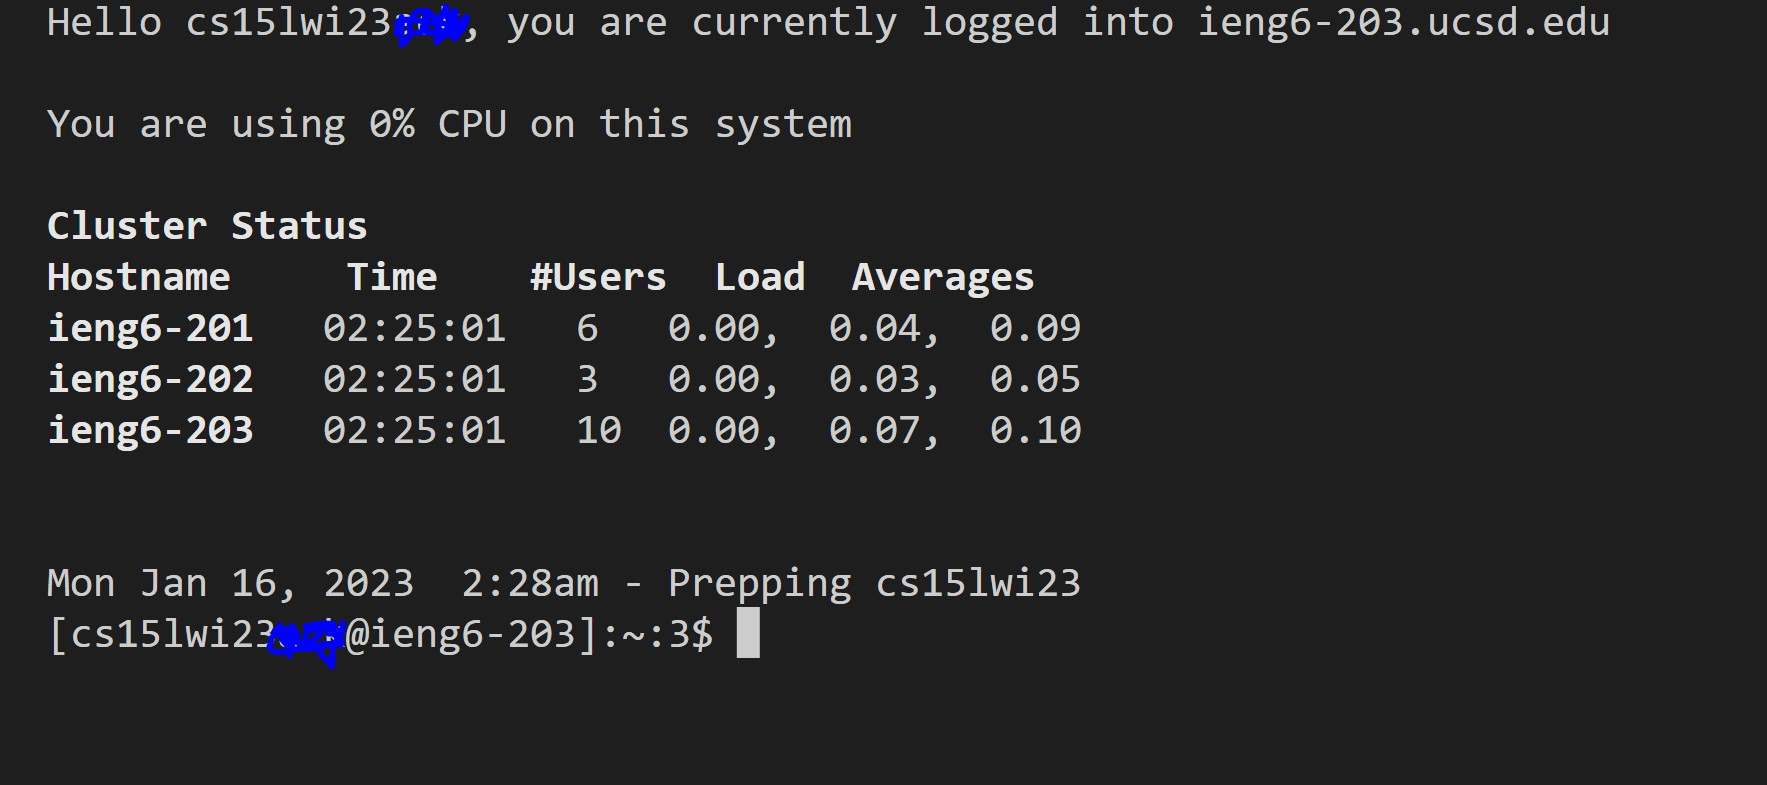 Hello cs15lwi23, you are currently logged into ieng6-203.ucsd.edu
You are using 0% CPU on this system
Cluster Status
Hostname Time #Users Load Averages
ieng6-201 02:25:01 6 0.00, 0.04, 0.09
ieng6-202 02:25:01 3 0.00, 0.03, 0.05
ieng6-203 02:25:01 10 0.00, 0.07, 0.10
Mon Jan 16, 2023 2:28am - Prepping cs15lwi23
[cs15lwi23@ieng6-203]:~:3$